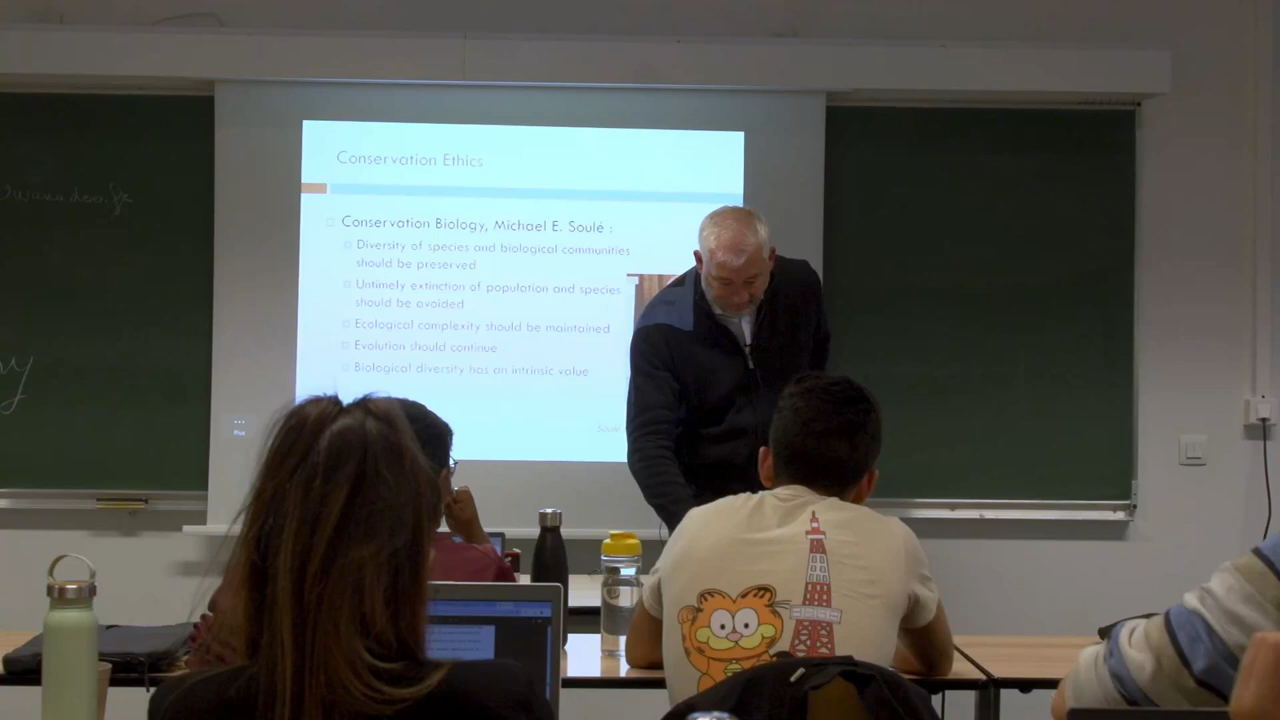 Conservation Ethics
Conservation Biology, Michael E. Soulé :
Diversity of species and biological communities
should be preserved
Untimely extinction of population and species
should be avoided
Ecological complexity should be maintained
Evolution should continue
Biological diversity has an intrinsic value
Soulé